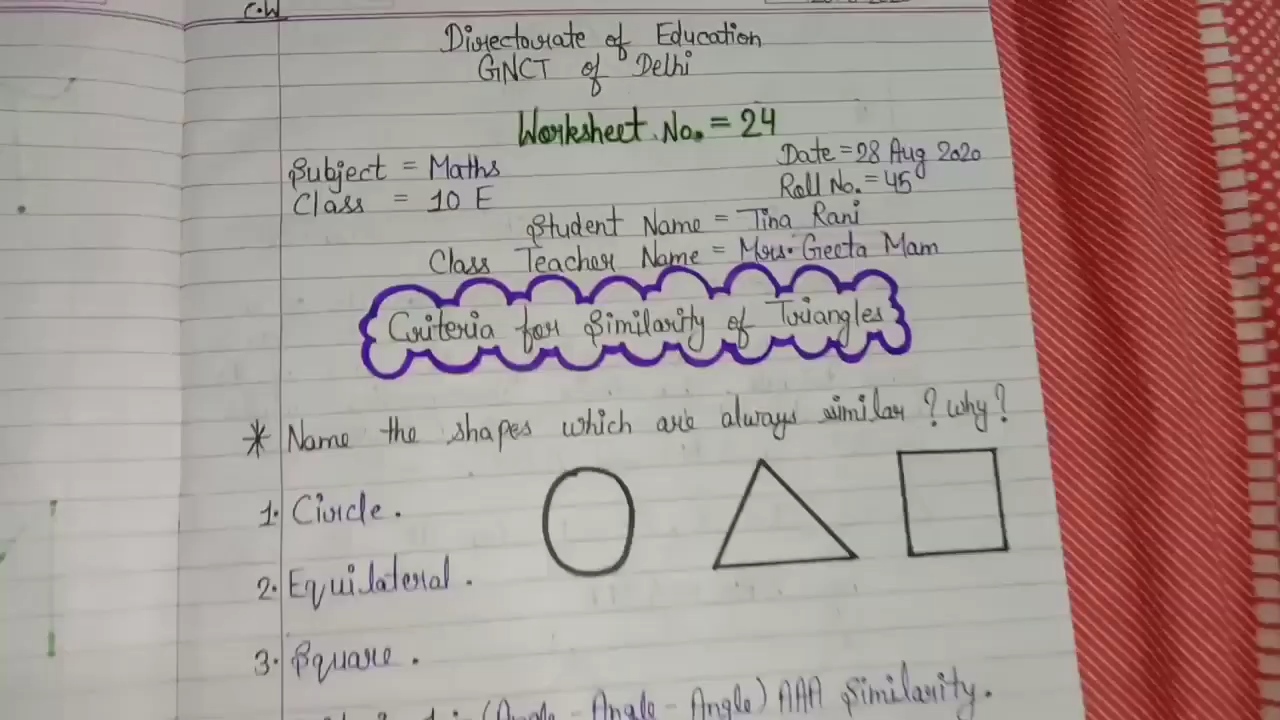 C.W
Directorate of Education
GNCT of Delhi
Worksheet No. = 24
Subject = Maths
Date = 28 Aug 2020
Class = 10 E
Roll No. = 45
Student Name = Tina Rani
Class Teacher Name = Mrs. Geeta Mam
Criteria for Similarity of Triangles
* Name the shapes which are always similar ? why ?
1. Circle .
2. Equilateral .
3. Square .
(Angle - Angle - Angle) AAA Similarity.